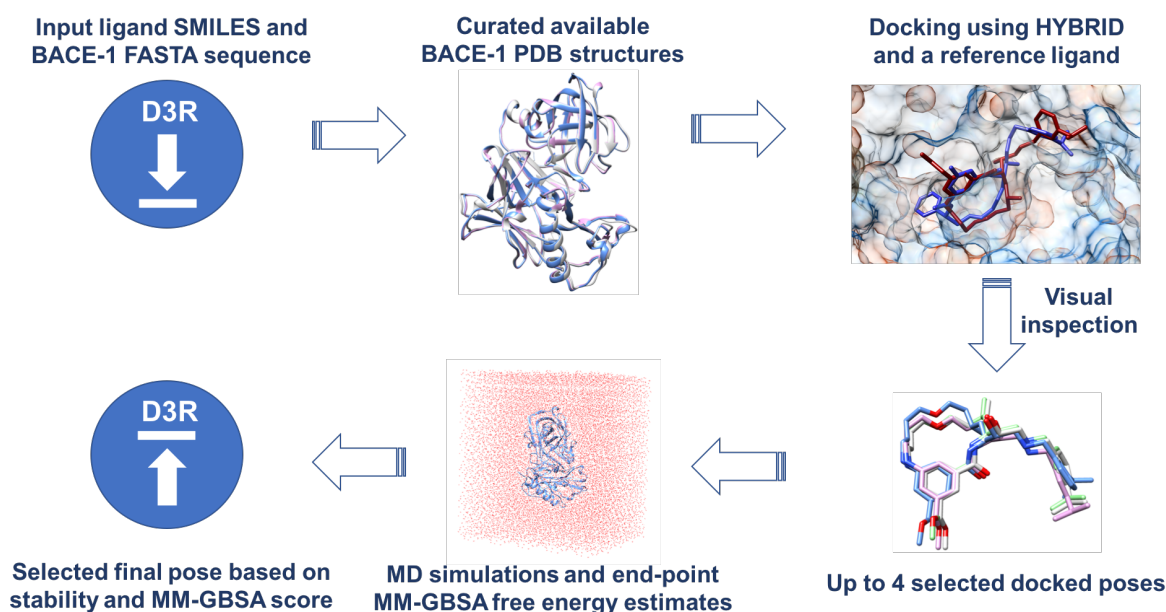 Input ligand SMILES and
BACE-1 FASTA sequence
D3R
Curated available
BACE-1 PDB structures
Docking using HYBRID
and a reference ligand
Visual
inspection
Up to 4 selected docked poses
MD simulations and end-point
MM-GBSA free energy estimates
D3R
Selected final pose based on
stability and MM-GBSA score